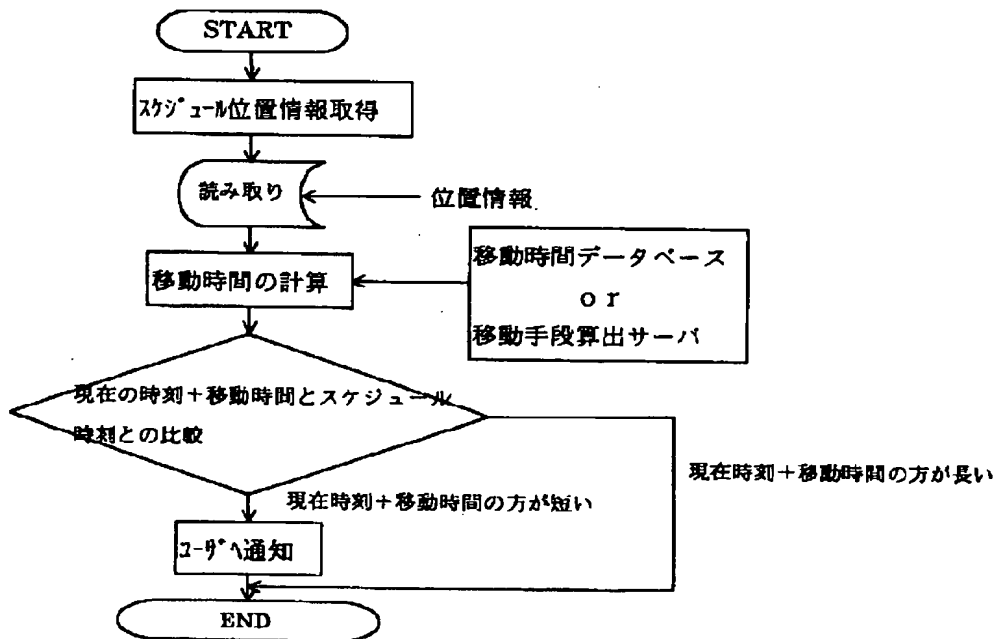 START
ｽｹｼﾞｭｰﾙ位置情報取得
読み取り
位置情報
移動時間データベース
or
移動手段算出サーバ
移動時間の計算
現在の時刻＋移動時間とスケジュール
時刻との比較
現在時刻＋移動時間の方が長い
現在時刻＋移動時間の方が短い
ﾕｰｻﾞへ通知
END